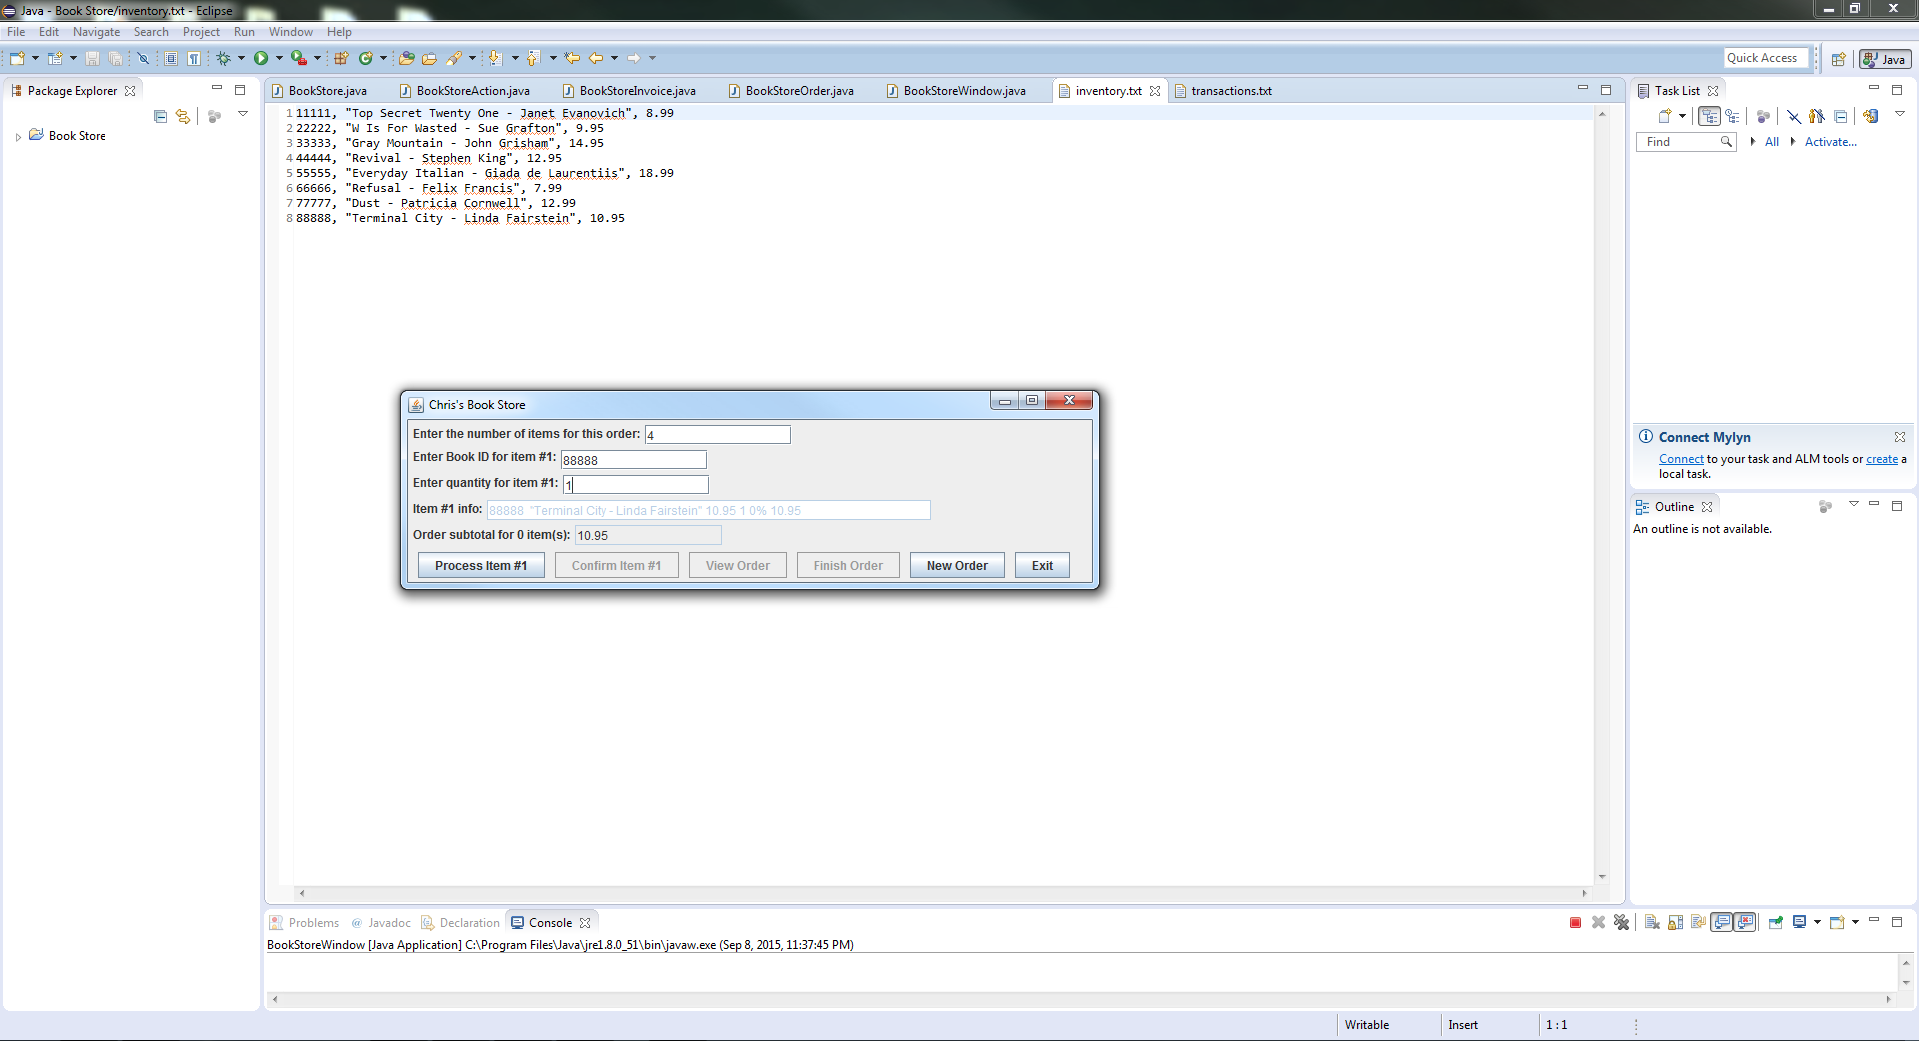 Java - Book Store/inventory.txt - Eclipse
File Edit Navigate Search Project Run Window Help
Quick Access
Java
Package Explorer
Book Store
BookStore.java BookStoreAction.java BookStoreInvoice.java BookStoreOrder.java BookStoreWindow.java inventory.txt transactions.txt
1 11111, "Top Secret Twenty One - Janet Evanovich", 8.99
2 22222, "W Is For Wasted - Sue Grafton", 9.95
3 33333, "Gray Mountain - John Grisham", 14.95
4 44444, "Revival - Stephen King", 12.95
5 55555, "Everyday Italian - Giada de Laurentiis", 18.99
6 66666, "Refusal - Felix Francis", 7.99
7 77777, "Dust - Patricia Cornwell", 12.99
8 88888, "Terminal City - Linda Fairstein", 10.95
Chris's Book Store
Enter the number of items for this order: 4
Enter Book ID for item #1: 88888
Enter quantity for item #1: 1
Item #1 info: 88888 "Terminal City - Linda Fairstein" 10.95 1 0% 10.95
Order subtotal for 0 item(s): 10.95
Process Item #1 Confirm Item #1 View Order Finish Order New Order Exit
Task List
Find All Activate...
Connect Mylyn
Connect to your task and ALM tools or create a
local task.
Outline
An outline is not available.
Problems @ Javadoc Declaration Console
BookStoreWindow [Java Application] C:\Program Files\Java\jre1.8.0_51\bin\javaw.exe (Sep 8, 2015, 11:37:45 PM)
Writable Insert 1 : 1